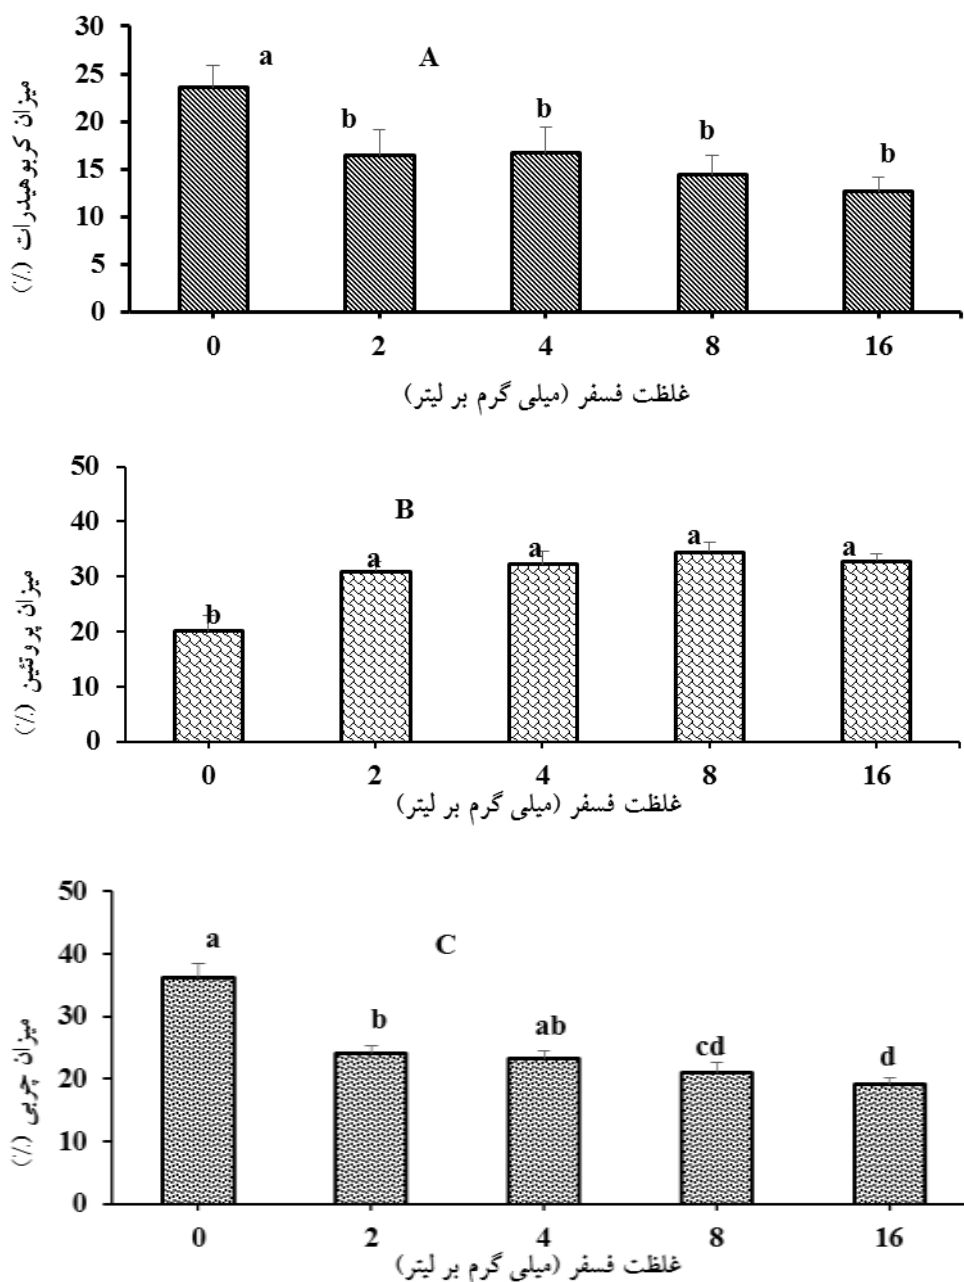 30
25
20
15
10
5
0
میزان کربوهیدرات (٪)
A
a
b
b
b
b
0 2 4 8 16
غلظت فسفر (میلی گرم بر لیتر)
50
40
30
20
10
0
میزان پروتئین (٪)
B
b
a
a
a
a
0 2 4 8 16
غلظت فسفر (میلی گرم بر لیتر)
50
40
30
20
10
0
میزان چربی (٪)
C
a
b
ab
cd
d
0 2 4 8 16
غلظت فسفر (میلی گرم بر لیتر)